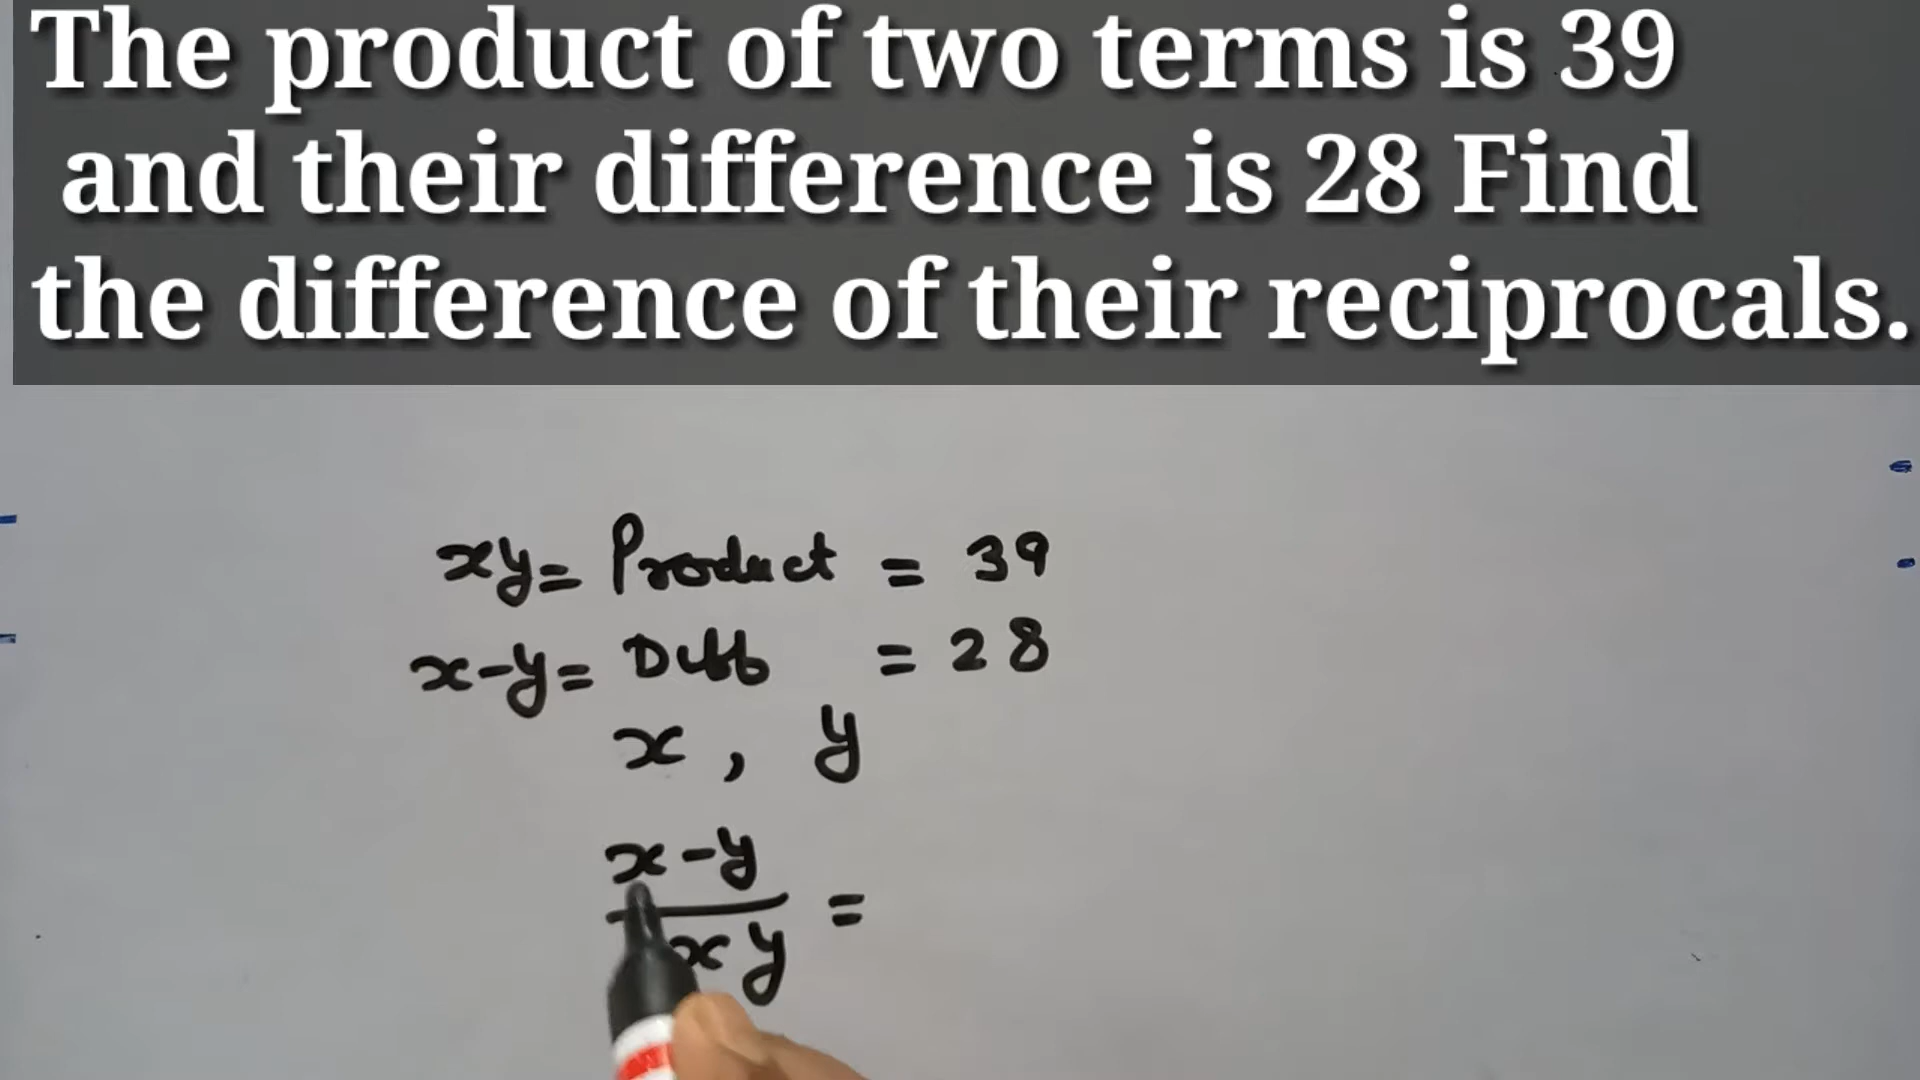 The product of two terms is 39
and their difference is 28 Find
the difference of their reciprocals.
xy= Product = 39
x-y= Diff = 28
x , y
x-y
xy =